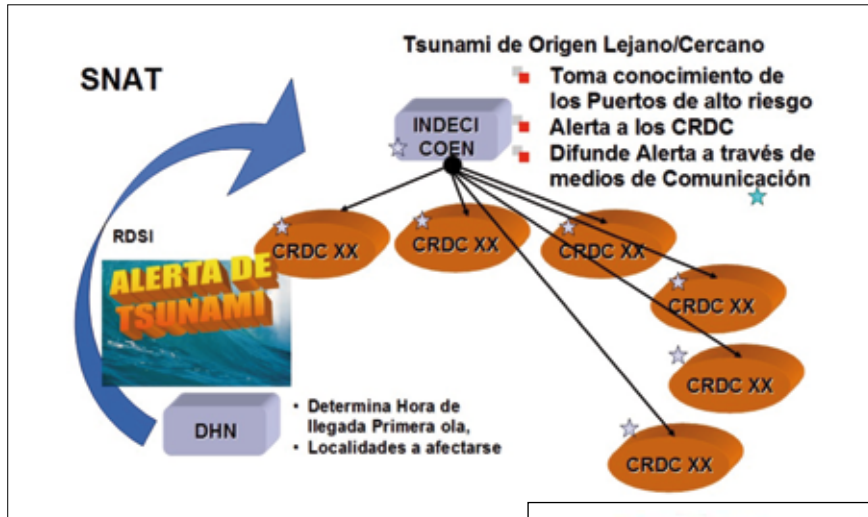 SNAT
Tsunami de Origen Lejano/Cercano
Toma conocimiento de
los Puertos de alto riesgo
Alerta a los CRDC
Difunde Alerta a través de
medios de Comunicación
INDECI
COEN
CRDC XX
CRDC XX
CRDC XX
CRDC XX
CRDC XX
CRDC XX
RDSI
ALERTA DE
TSUNAMI
DHN
• Determina Hora de
llegada Primera ola,
• Localidades a afectarse